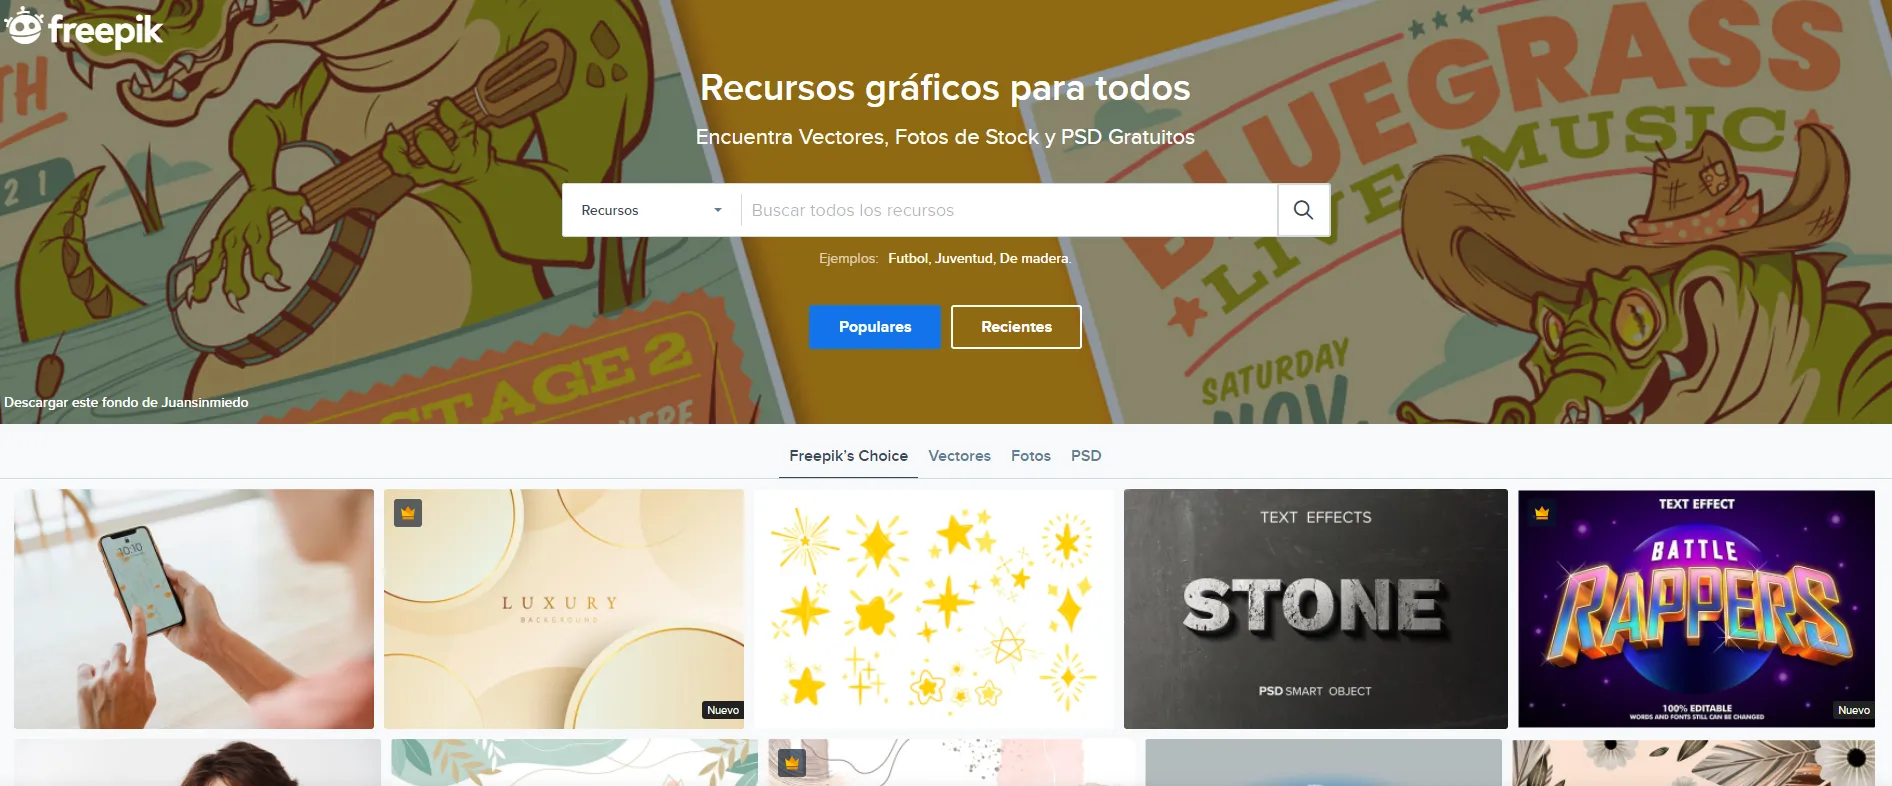 freepik
BLUEGRASS
LIVE MUSIC
TH
21
Recursos gráficos para todos
Encuentra Vectores, Fotos de Stock y PSD Gratuitos
Recursos
Buscar todos los recursos
Ejemplos: Futbol, Juventud, De madera.
Populares
Recientes
STAGE 2
SATURDAY
NOV
Descargar este fondo de Juansinmiedo
Freepik's Choice
Vectores
Fotos
PSD
10:10
LUXURY
BACKGROUND
Nuevo
TEXT EFFECTS
STONE
PSD SMART OBJECT
TEXT EFFECT
BATTLE
RAPPERS
100% EDITABLE
WORDS AND FONTS STILL CAN BE CHANGED
Nuevo